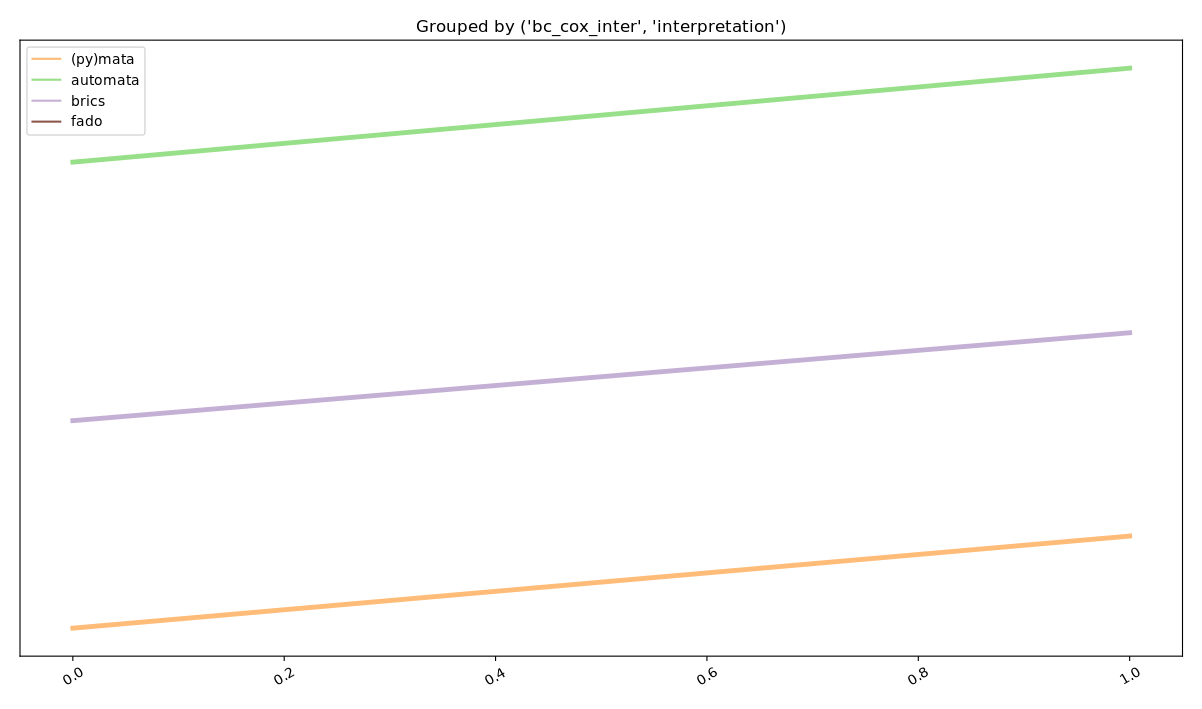 Grouped by ('bc_cox_inter', 'interpretation')
(py)mata
automata
brics
fado
0.0
0.2
0.4
0.6
0.8
1.0